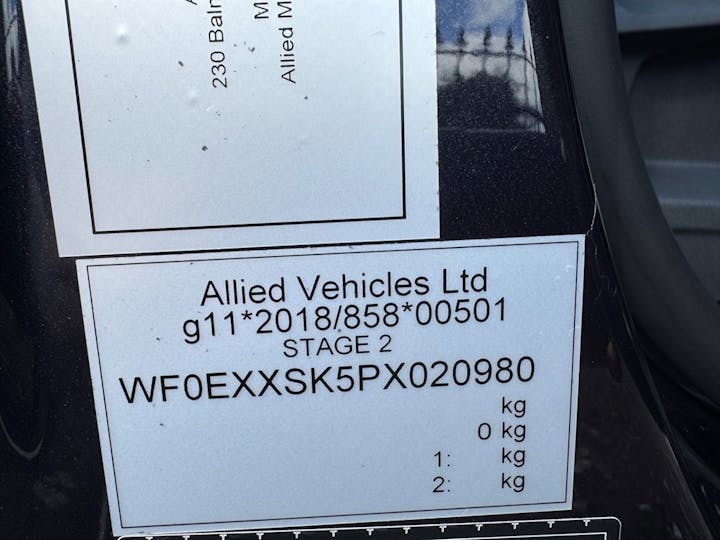 230 Baln
Allied M
Allied Vehicles Ltd
g11*2018/858*00501
STAGE 2
WF0EXXSK5PX020980
kg
0 kg
1: kg
2: kg